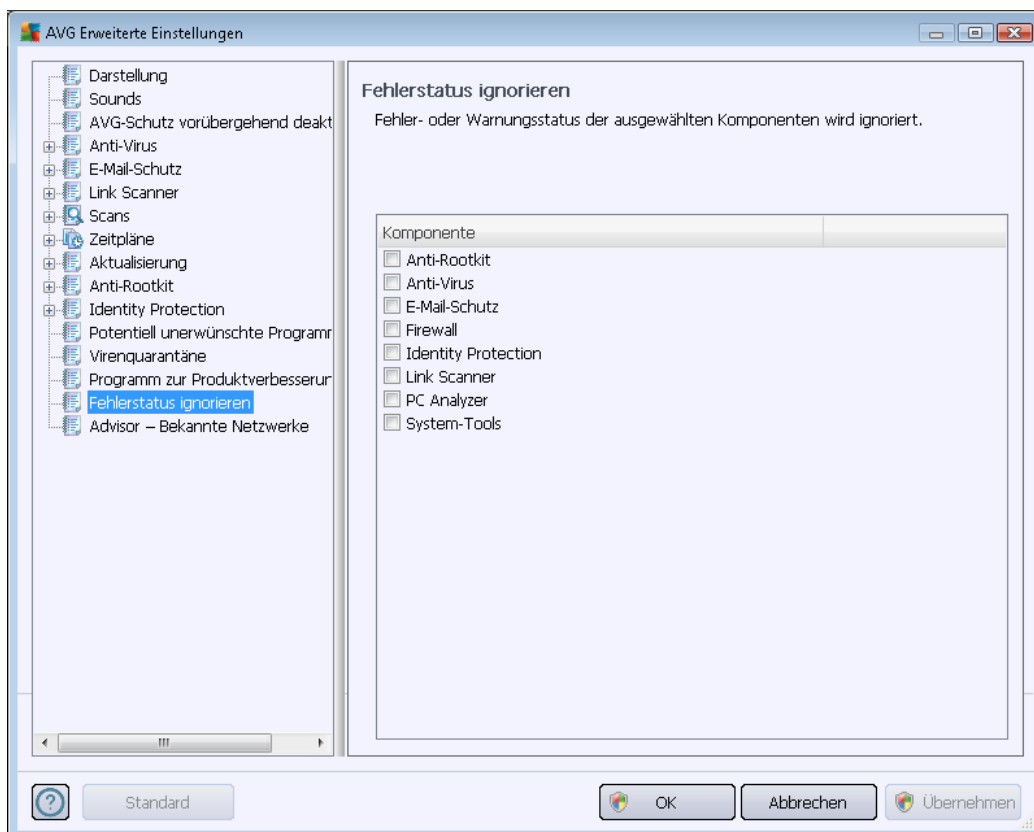 AVG Erweiterte Einstellungen
Darstellung
Sounds
AVG-Schutz vorübergehend deakt
Anti-Virus
E-Mail-Schutz
Link Scanner
Scans
Zeitpläne
Aktualisierung
Anti-Rootkit
Identity Protection
Potentiell unerwünschte Programr
Virenquarantäne
Programm zur Produktverbesserur
Fehlerstatus ignorieren
Advisor – Bekannte Netzwerke
Fehlerstatus ignorieren
Fehler- oder Warnungsstatus der ausgewählten Komponenten wird ignoriert.
Komponente
Anti-Rootkit
Anti-Virus
E-Mail-Schutz
Firewall
Identity Protection
Link Scanner
PC Analyzer
System-Tools
Standard
OK
Abbrechen
Übernehmen